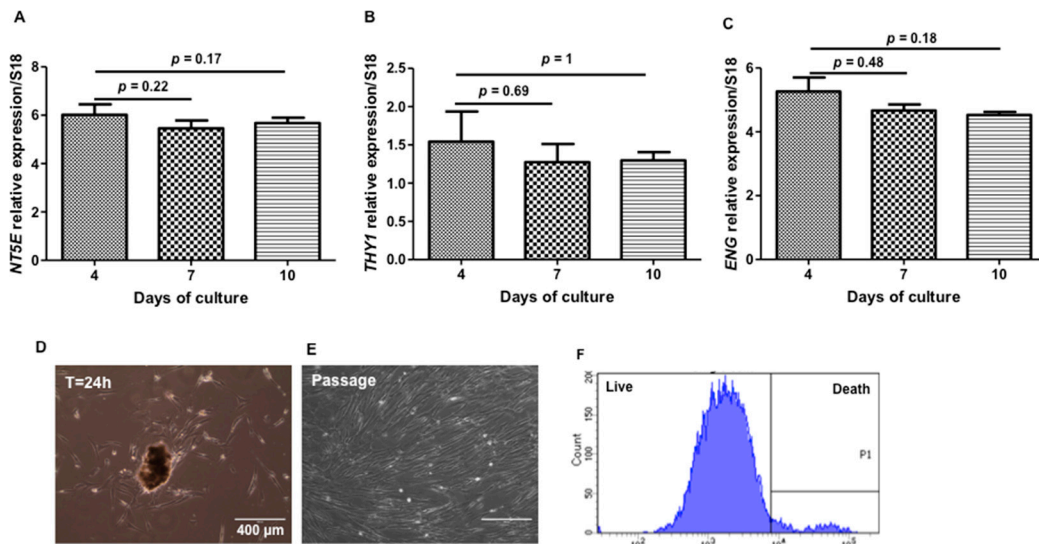 A
NT5E relative expression/S18
p = 0.17
p = 0.22
8
6
4
2
0
4 7 10
Days of culture
B
THY1 relative expression/S18
p = 1
p = 0.69
2.5
2.0
1.5
1.0
0.5
0.0
4 7 10
Days of culture
C
ENG relative expression/S18
p = 0.18
p = 0.48
6
4
2
0
4 7 10
Days of culture
D
T=24h
400 µm
E
Passage
F
Live
Death
P1
Count
150
100
50
0